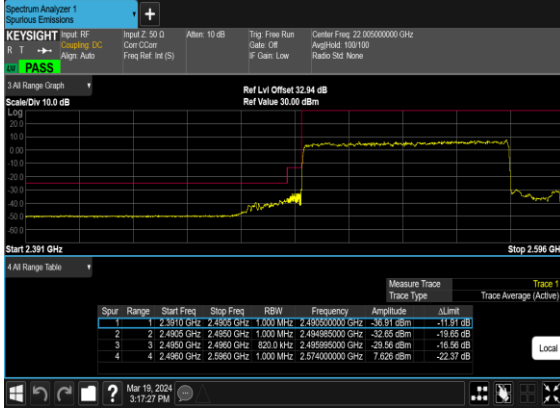 Spectrum Analyzer 1
Spurious Emissions
+
KEYSIGHT Input: RF Input Z: 50 Ω Atten: 10 dB Trig: Free Run Center Freq: 22.005000000 GHz
R T Coupling: DC Corr CCorr Gate: Off Avg|Hold: 100/100
Align: Auto Freq Ref: Int (S) IF Gain: Low Radio Std: None
LXI PASS
3 All Range Graph
Ref Lvl Offset 32.94 dB
Scale/Div 10.0 dB Ref Value 30.00 dBm
Log
20.0
10.0
0.00
-10.0
-20.0
-30.0
-40.0
-50.0
-60.0
Start 2.391 GHz Stop 2.596 GH
4 All Range Table
Measure Trace Trace 1
Trace Type Trace Average (Active)
Spur Range Start Freq Stop Freq RBW Frequency Amplitude ΔLimit
1 1 2.3910 GHz 2.4905 GHz 1.000 MHz 2.490500000 GHz -36.91 dBm -11.91 dB
2 2 2.4905 GHz 2.4950 GHz 1.000 MHz 2.494985000 GHz -32.65 dBm -19.65 dB
3 3 2.4950 GHz 2.4960 GHz 820.0 kHz 2.495995000 GHz -29.56 dBm -16.56 dB
4 4 2.4960 GHz 2.5960 GHz 1.000 MHz 2.574000000 GHz 7.626 dBm -22.37 dB
Local
?
Mar 19, 2024
3:17:27 PM